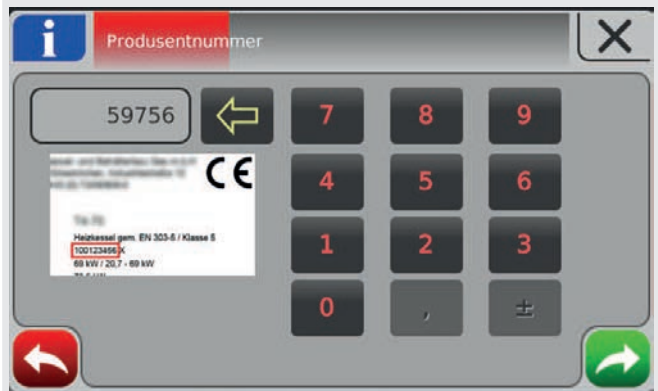 i Produsentnummer X
59756
7 8 9
4 5 6
1 2 3
0 , ±
CE
Heizkessel gem. EN 303-5 / Klasse 5
100123456 X
69 kW / 20,7 - 69 kW